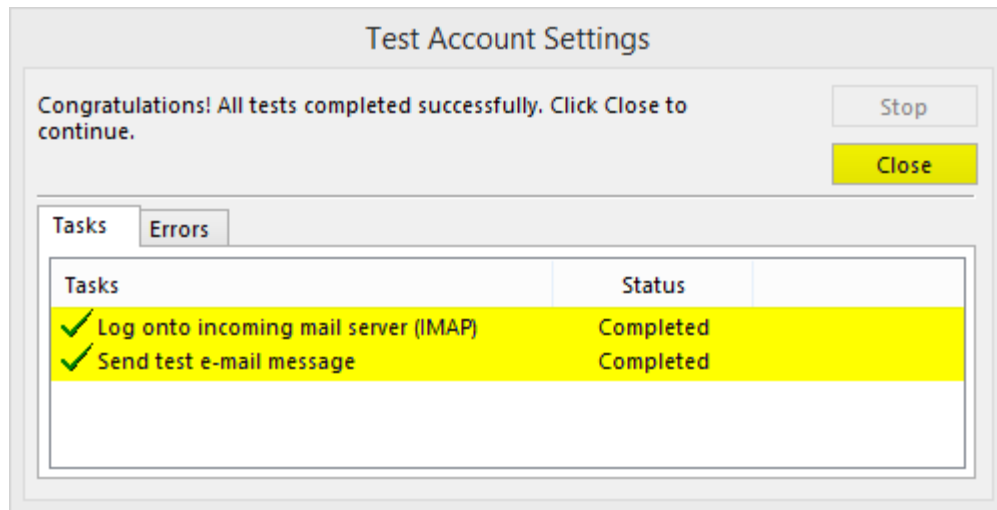 Test Account Settings
Congratulations! All tests completed successfully. Click Close to
continue.
Stop
Close
Tasks
Errors
Tasks Status
Log onto incoming mail server (IMAP) Completed
Send test e-mail message Completed